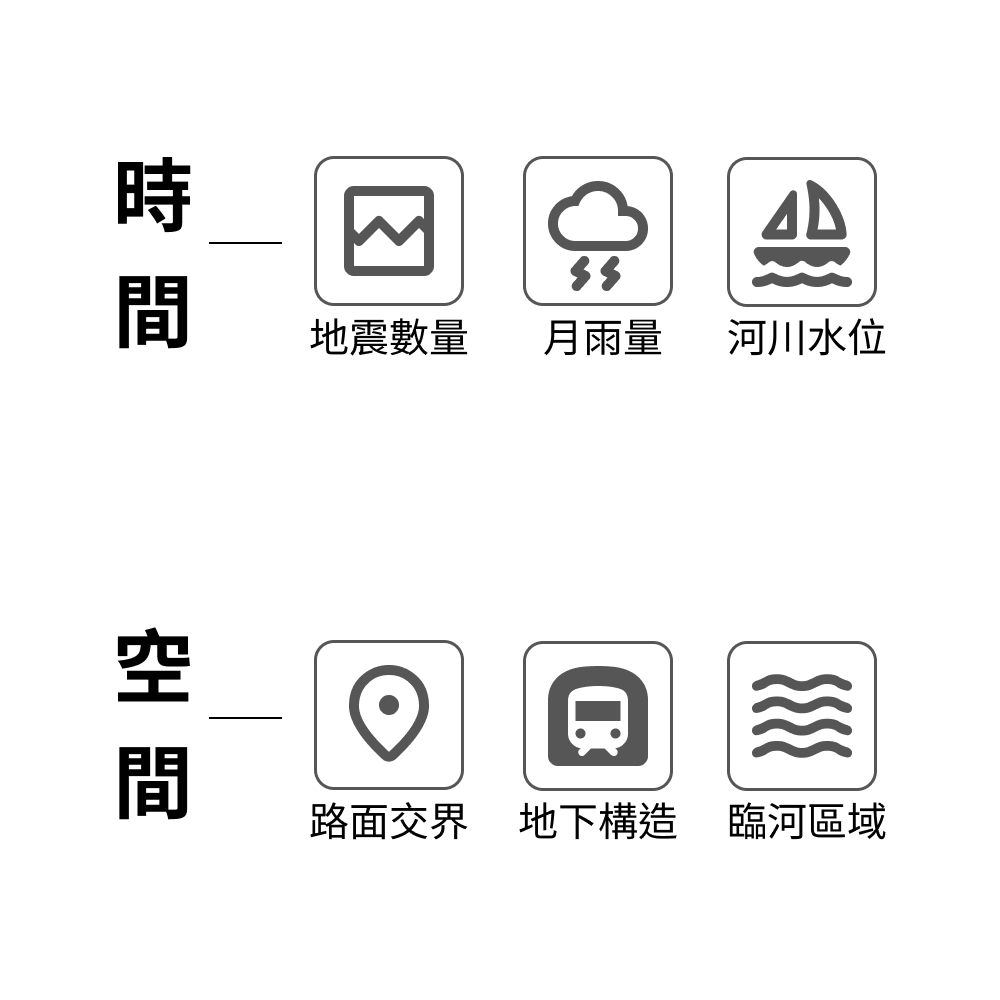 時間
地震數量
月雨量
河川水位
空間
路面交界
地下構造
臨河區域